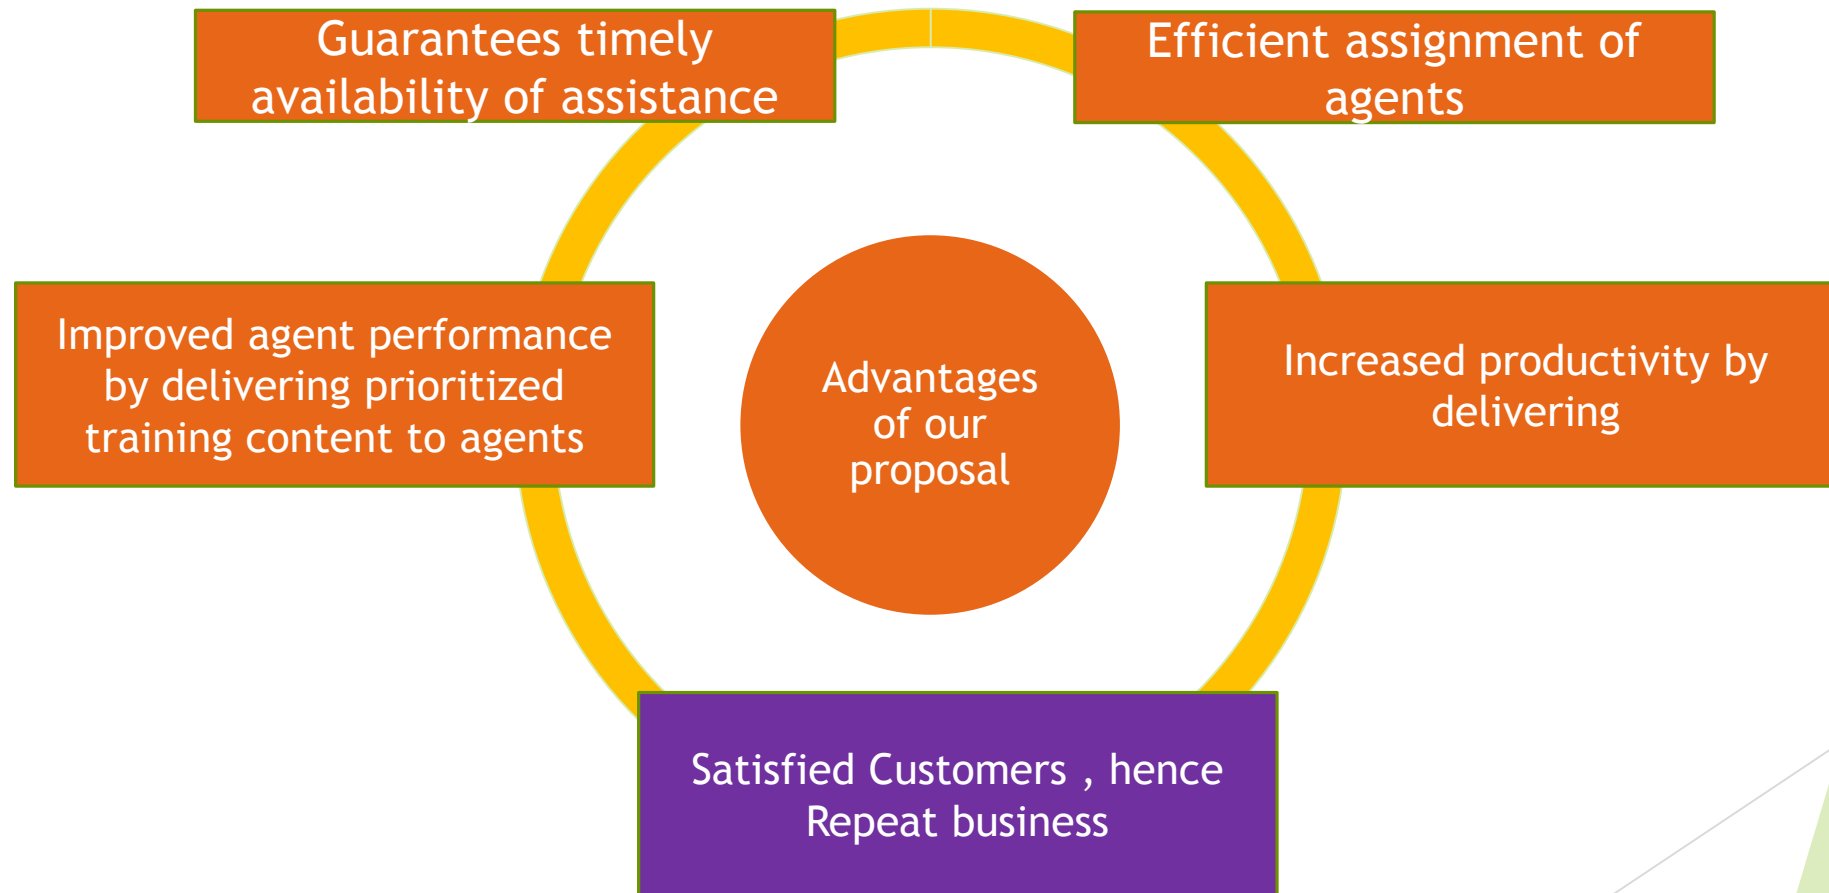 Guarantees timely
availability of assistance
Efficient assignment of
agents
Improved agent performance
by delivering prioritized
training content to agents
Advantages
of our
proposal
Increased productivity by
delivering
Satisfied Customers , hence
Repeat business